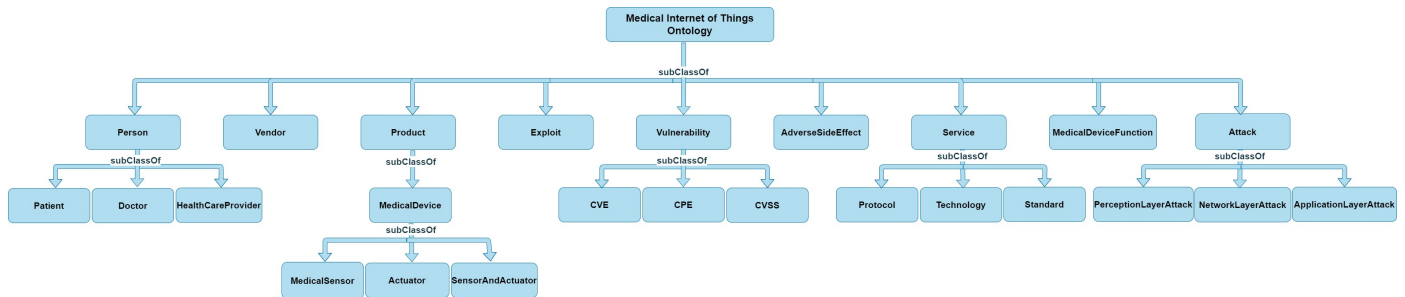 Medical Internet of Things
Ontology
subClassOf
Person
Vendor
Product
Exploit
Vulnerability
AdverseSideEffect
Service
MedicalDeviceFunction
Attack
subClassOf
subClassOf
subClassOf
subClassOf
subClassOf
Patient
Doctor
HealthCareProvider
MedicalDevice
CVE
CPE
CVSS
Protocol
Technology
Standard
PerceptionLayerAttack
NetworkLayerAttack
ApplicationLayerAttack
subClassOf
MedicalSensor
Actuator
SensorAndActuator